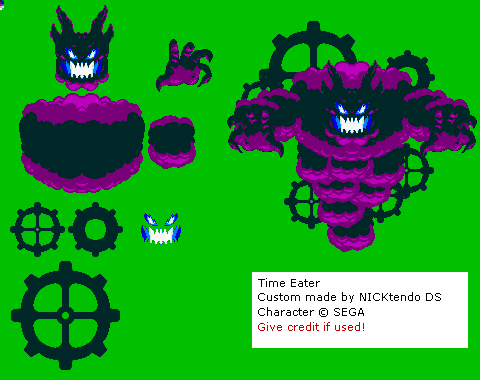 Time Eater
Custom made by NICKtendo DS
Character © SEGA
Give credit if used!